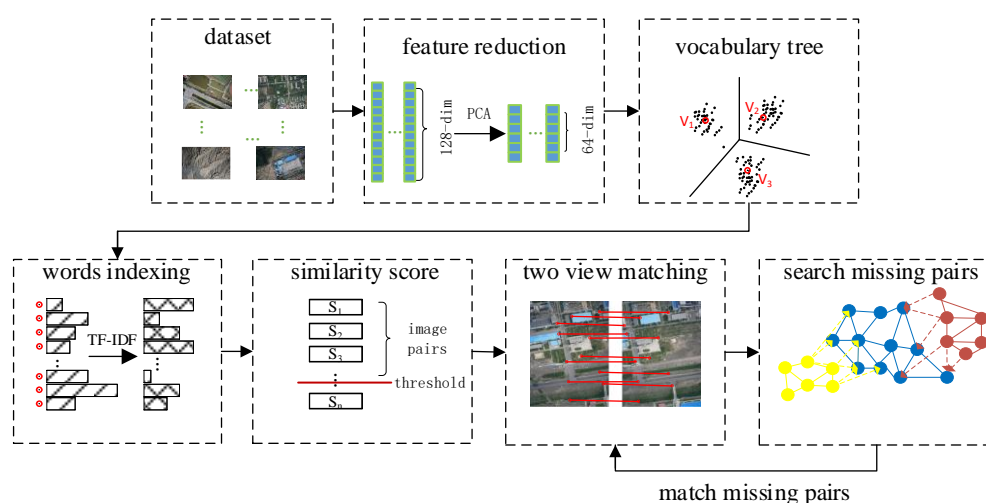 dataset
feature reduction
vocabulary tree
128-dim
PCA
64-dim
V1
V2
V3
words indexing
similarity score
two view matching
search missing pairs
TF-IDF
S1
S2
S3
image
pairs
threshold
Sn
match missing pairs